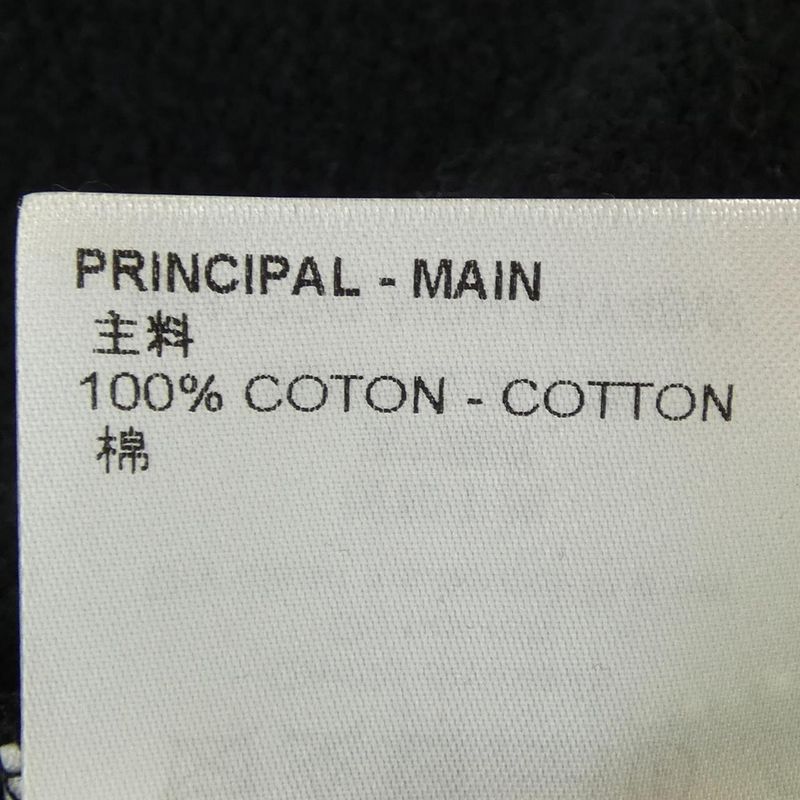 PRINCIPAL - MAIN
主料
100% COTON - COTTON
棉